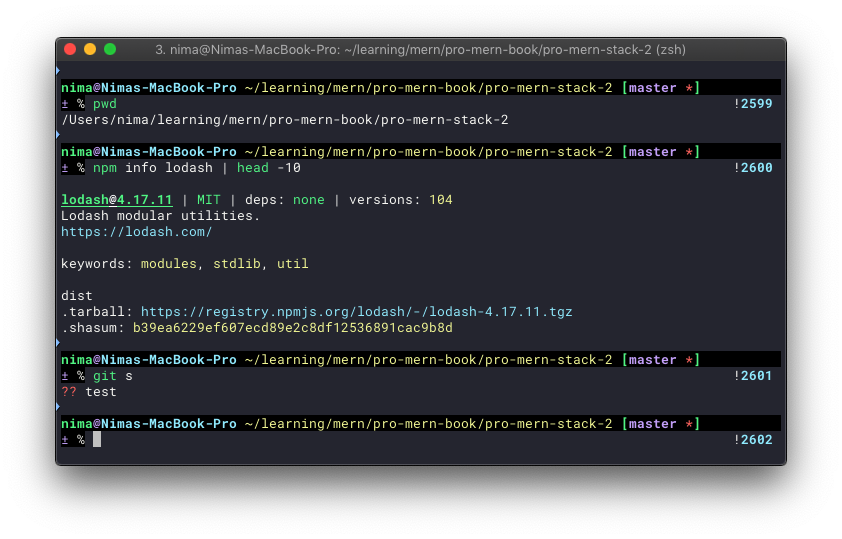 3. nima@Nimas-MacBook-Pro: ~/learning/mern/pro-mern-book/pro-mern-stack-2 (zsh)
nima@Nimas-MacBook-Pro ~/learning/mern/pro-mern-book/pro-mern-stack-2 [master *]
± % pwd !2599
/Users/nima/learning/mern/pro-mern-book/pro-mern-stack-2
nima@Nimas-MacBook-Pro ~/learning/mern/pro-mern-book/pro-mern-stack-2 [master *]
± % npm info lodash | head -10 !2600
lodash@4.17.11 | MIT | deps: none | versions: 104
Lodash modular utilities.
https://lodash.com/
keywords: modules, stdlib, util
dist
.tarball: https://registry.npmjs.org/lodash/-/lodash-4.17.11.tgz
.shasum: b39ea6229ef607ecd89e2c8df12536891cac9b8d
nima@Nimas-MacBook-Pro ~/learning/mern/pro-mern-book/pro-mern-stack-2 [master *]
± % git s !2601
?? test
nima@Nimas-MacBook-Pro ~/learning/mern/pro-mern-book/pro-mern-stack-2 [master *]
± % !2602